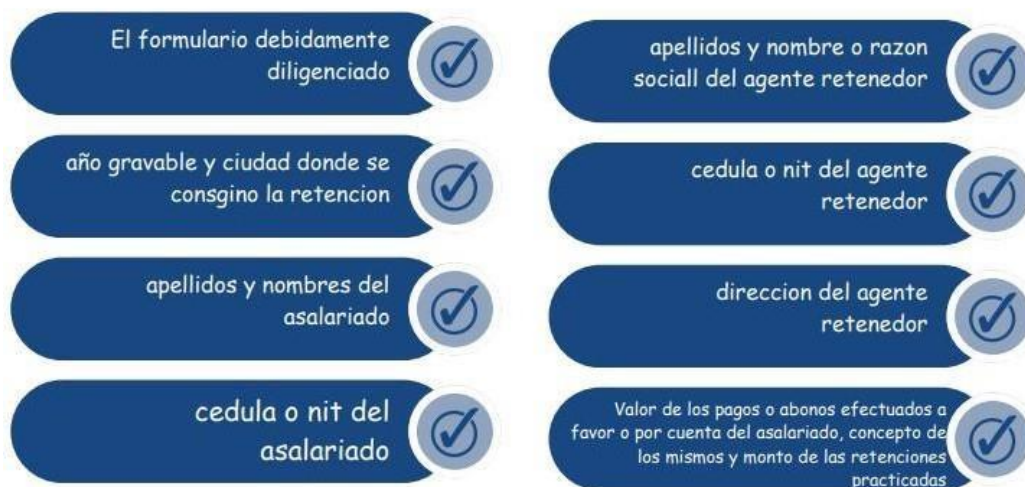 El formulario debidamente
diligenciado
año gravable y ciudad donde se
consgino la retencion
apellidos y nombres del
asalariado
cedula o nit del
asalariado
apellidos y nombre o razon
sociall del agente retenedor
cedula o nit del agente
retenedor
direccion del agente
retenedor
Valor de los pagos o abonos efectuados a
favor o por cuenta del asalariado, concepto de
los mismos y monto de las retenciones
practicadas